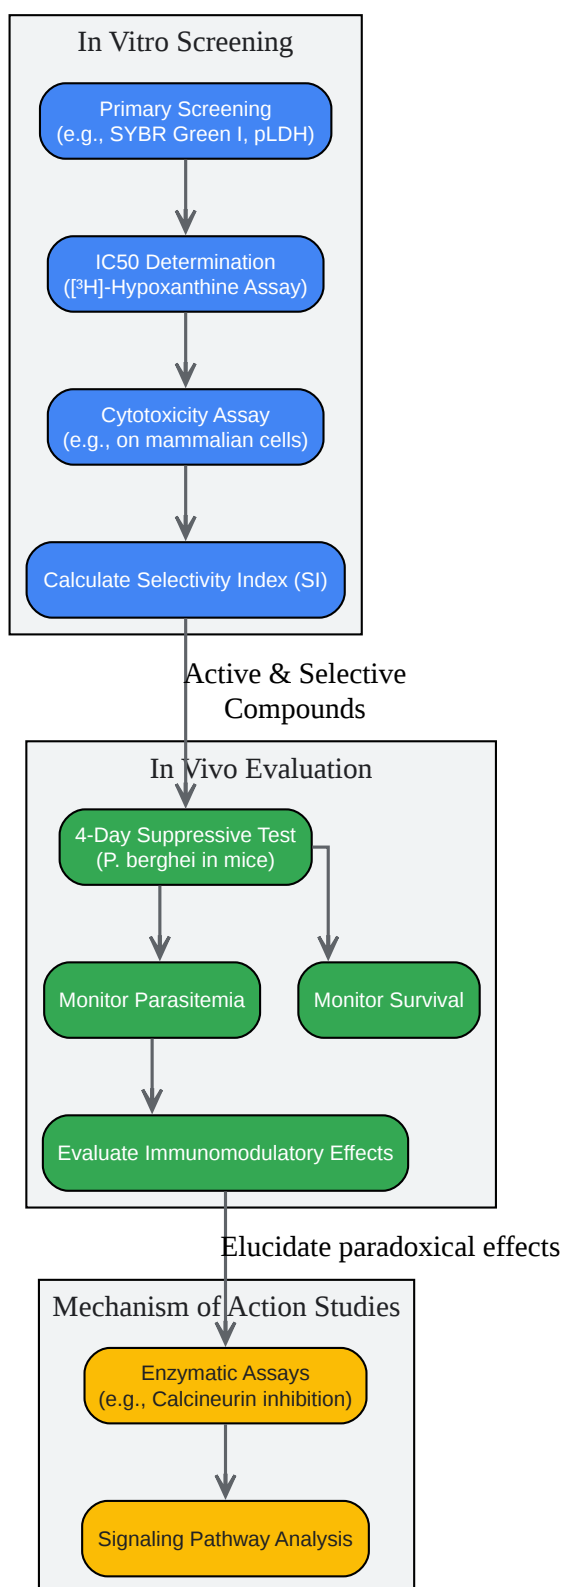 In Vitro Screening
Primary Screening
(e.g., SYBR Green I, pLDH)
IC50 Determination
([³H]-Hypoxanthine Assay)
Cytotoxicity Assay
(e.g., on mammalian cells)
Calculate Selectivity Index (SI)
Active & Selective
Compounds
In Vivo Evaluation
4-Day Suppressive Test
(P. berghei in mice)
Monitor Parasitemia
Monitor Survival
Evaluate Immunomodulatory Effects
Elucidate paradoxical effects
Mechanism of Action Studies
Enzymatic Assays
(e.g., Calcineurin inhibition)
Signaling Pathway Analysis